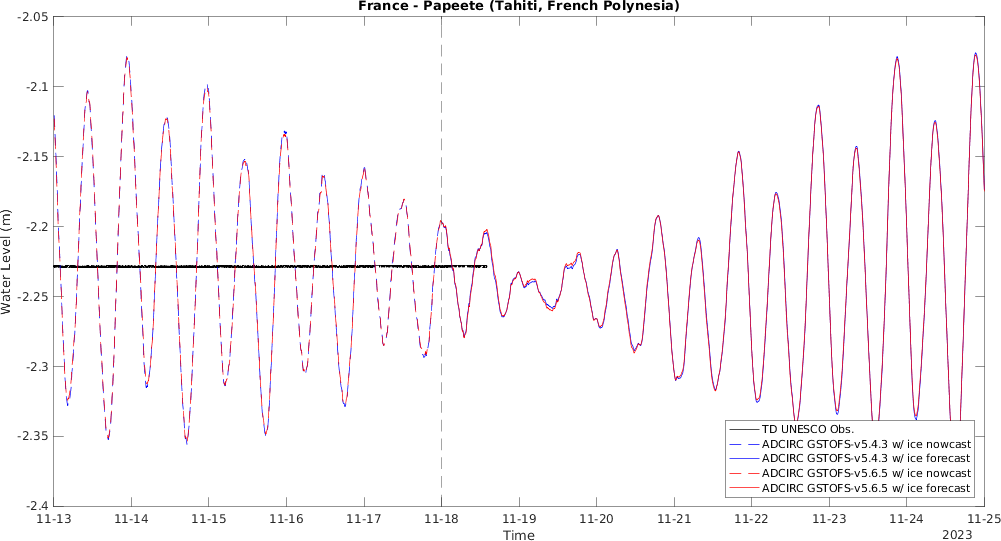 France - Papeete (Tahiti, French Polynesia)
-2.05
-2.1
-2.15
-2.2
-2.25
-2.3
-2.35
-2.4
Water Level (m)
TD UNESCO Obs.
ADCIRC GSTOFS-v5.4.3 w/ ice nowcast
ADCIRC GSTOFS-v5.4.3 w/ ice forecast
ADCIRC GSTOFS-v5.6.5 w/ ice nowcast
ADCIRC GSTOFS-v5.6.5 w/ ice forecast
11-13 11-14 11-15 11-16 11-17 11-18 11-19 11-20 11-21 11-22 11-23 11-24 11-25
Time
2023